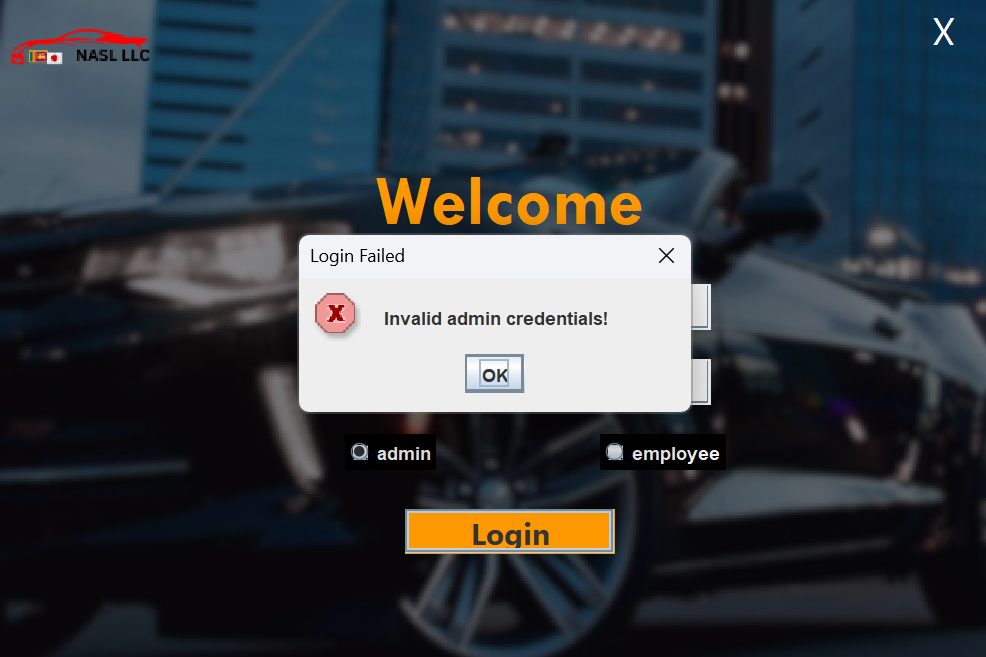 NASL LLC
X
Welcome
Login Failed
Invalid admin credentials!
OK
admin
employee
Login